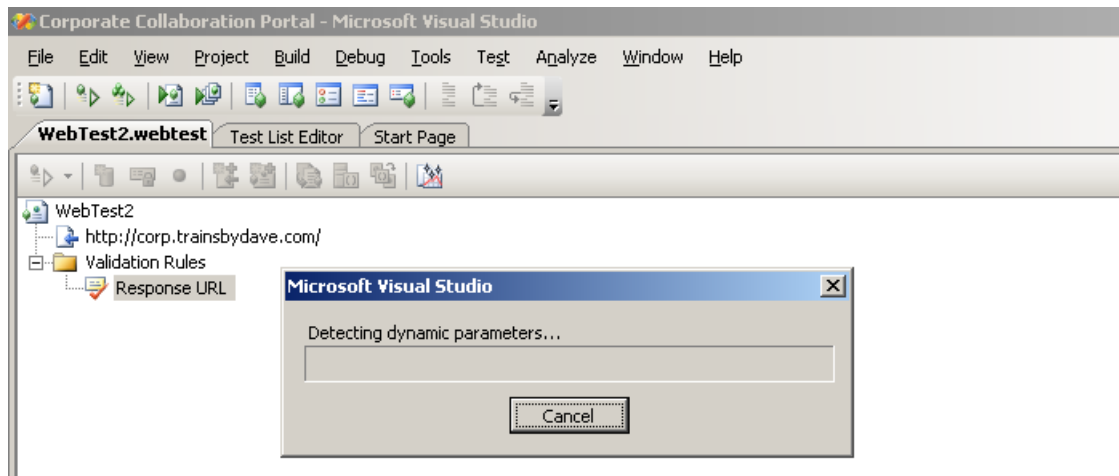 Corporate Collaboration Portal - Microsoft Visual Studio
File Edit View Project Build Debug Tools Test Analyze Window Help
WebTest2.webtest Test List Editor Start Page
WebTest2
http://corp.trainsbydave.com/
Validation Rules
Response URL
Microsoft Visual Studio
Detecting dynamic parameters...
Cancel